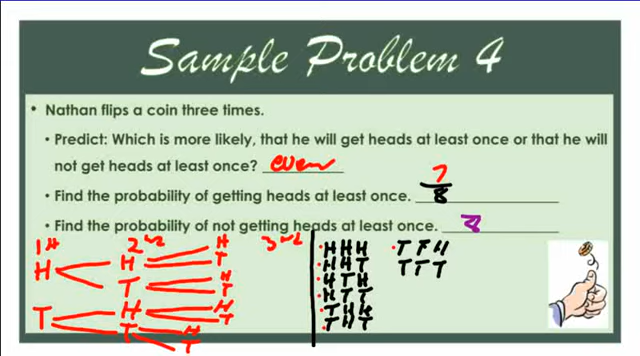 Sample Problem 4
• Nathan flips a coin three times.
• Predict: Which is more likely, that he will get heads at least once or that he will
not get heads at least once? even
• Find the probability of getting heads at least once. 7/8
• Find the probability of not getting heads at least once.
H 2nd H 3rd
H H T
T H
T
T H H
T
T H
T
H H H T T H
H H T T T T
H T H
H T T
T H H
T H T